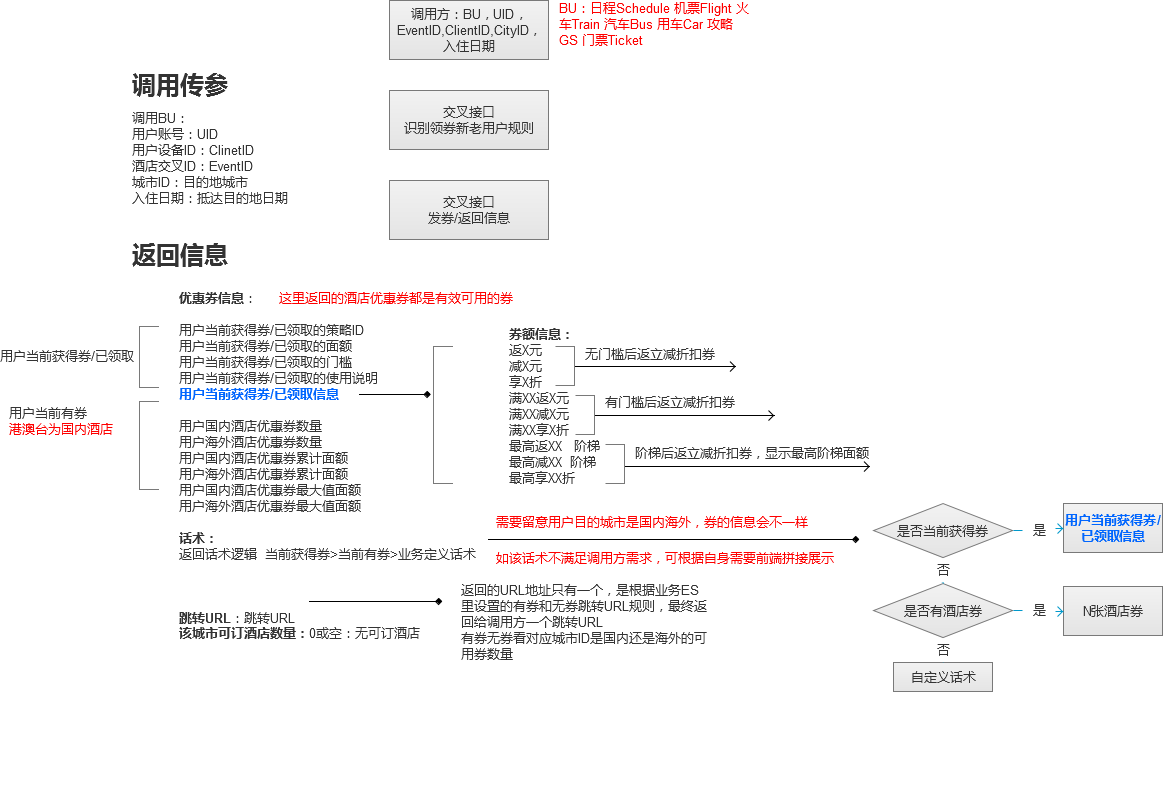 调用方：BU，UID，
EventID,ClientID,CityID，
入住日期
BU：日程Schedule 机票Flight 火
车Train 汽车Bus 用车Car 攻略
GS 门票Ticket
调用传参
调用BU：
用户账号：UID
用户设备ID：ClinetID
酒店交叉ID：EventID
城市ID：目的地城市
入住日期：抵达目的地日期
交叉接口
识别领券新老用户规则
交叉接口
发券/返回信息
返回信息
优惠券信息：
这里返回的酒店优惠券都是有效可用的券
用户当前获得券/已领取
用户当前获得券/已领取的策略ID
用户当前获得券/已领取的面额
用户当前获得券/已领取的门槛
用户当前获得券/已领取的使用说明
用户当前获得券/已领取信息
用户当前有券
港澳台为国内酒店
用户国内酒店优惠券数量
用户海外酒店优惠券数量
用户国内酒店优惠券累计面额
用户海外酒店优惠券累计面额
用户国内酒店优惠券最大值面额
用户海外酒店优惠券最大值面额
券额信息：
返X元
减X元
享X折
无门槛后返立减折扣券
满XX返X元
满XX减X元
满XX享X折
有门槛后返立减折扣券
最高返XX 阶梯
最高减XX 阶梯
最高享XX折
阶梯后返立减折扣券，显示最高阶梯面额
话术：
返回话术逻辑 当前获得券>当前有券>业务定义话术
需要留意用户目的城市是国内海外，券的信息会不一样
如该话术不满足调用方需求，可根据自身需要前端拼接展示
是否当前获得券
是
用户当前获得券/
已领取信息
否
是否有酒店券
是
N张酒店券
否
自定义话术
跳转URL：跳转URL
该城市可订酒店数量：0或空：无可订酒店
返回的URL地址只有一个，是根据业务ES
里设置的有券和无券跳转URL规则，最终返
回给调用方一个跳转URL
有券无券看对应城市ID是国内还是海外的可
用券数量